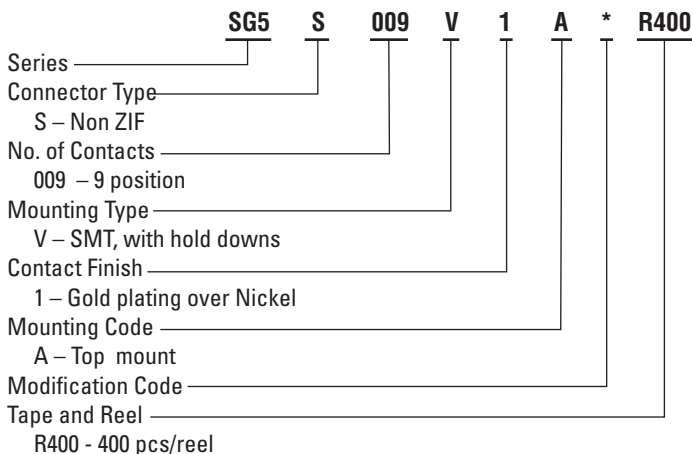 SG5 S 009 V 1 A * R400
Series
Connector Type
S – Non ZIF
No. of Contacts
009 – 9 position
Mounting Type
V – SMT, with hold downs
Contact Finish
1 – Gold plating over Nickel
Mounting Code
A – Top mount
Modification Code
Tape and Reel
R400 - 400 pcs/reel